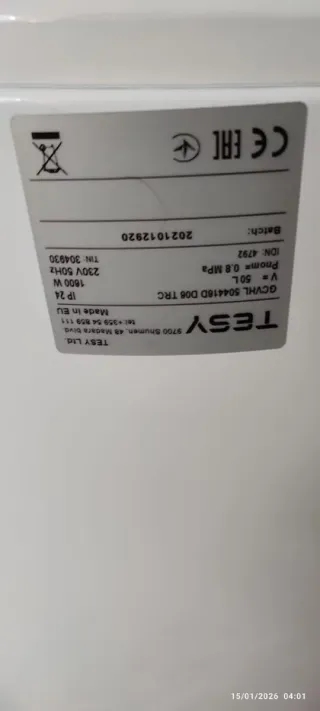 TESY
TESY Ltd.
9700 Shumen, 48 Madara blvd.
tel:+359 54 859 111
Made in EU
GCVHL 504416D D06 TRC
IP 24
V = 50 L
1600 W
Pnom= 0.8 MPa
230V 50Hz
IDN: 4792
TIN: 304930
Batch: 2021012920
CE EAC
15/01/2026 04:01